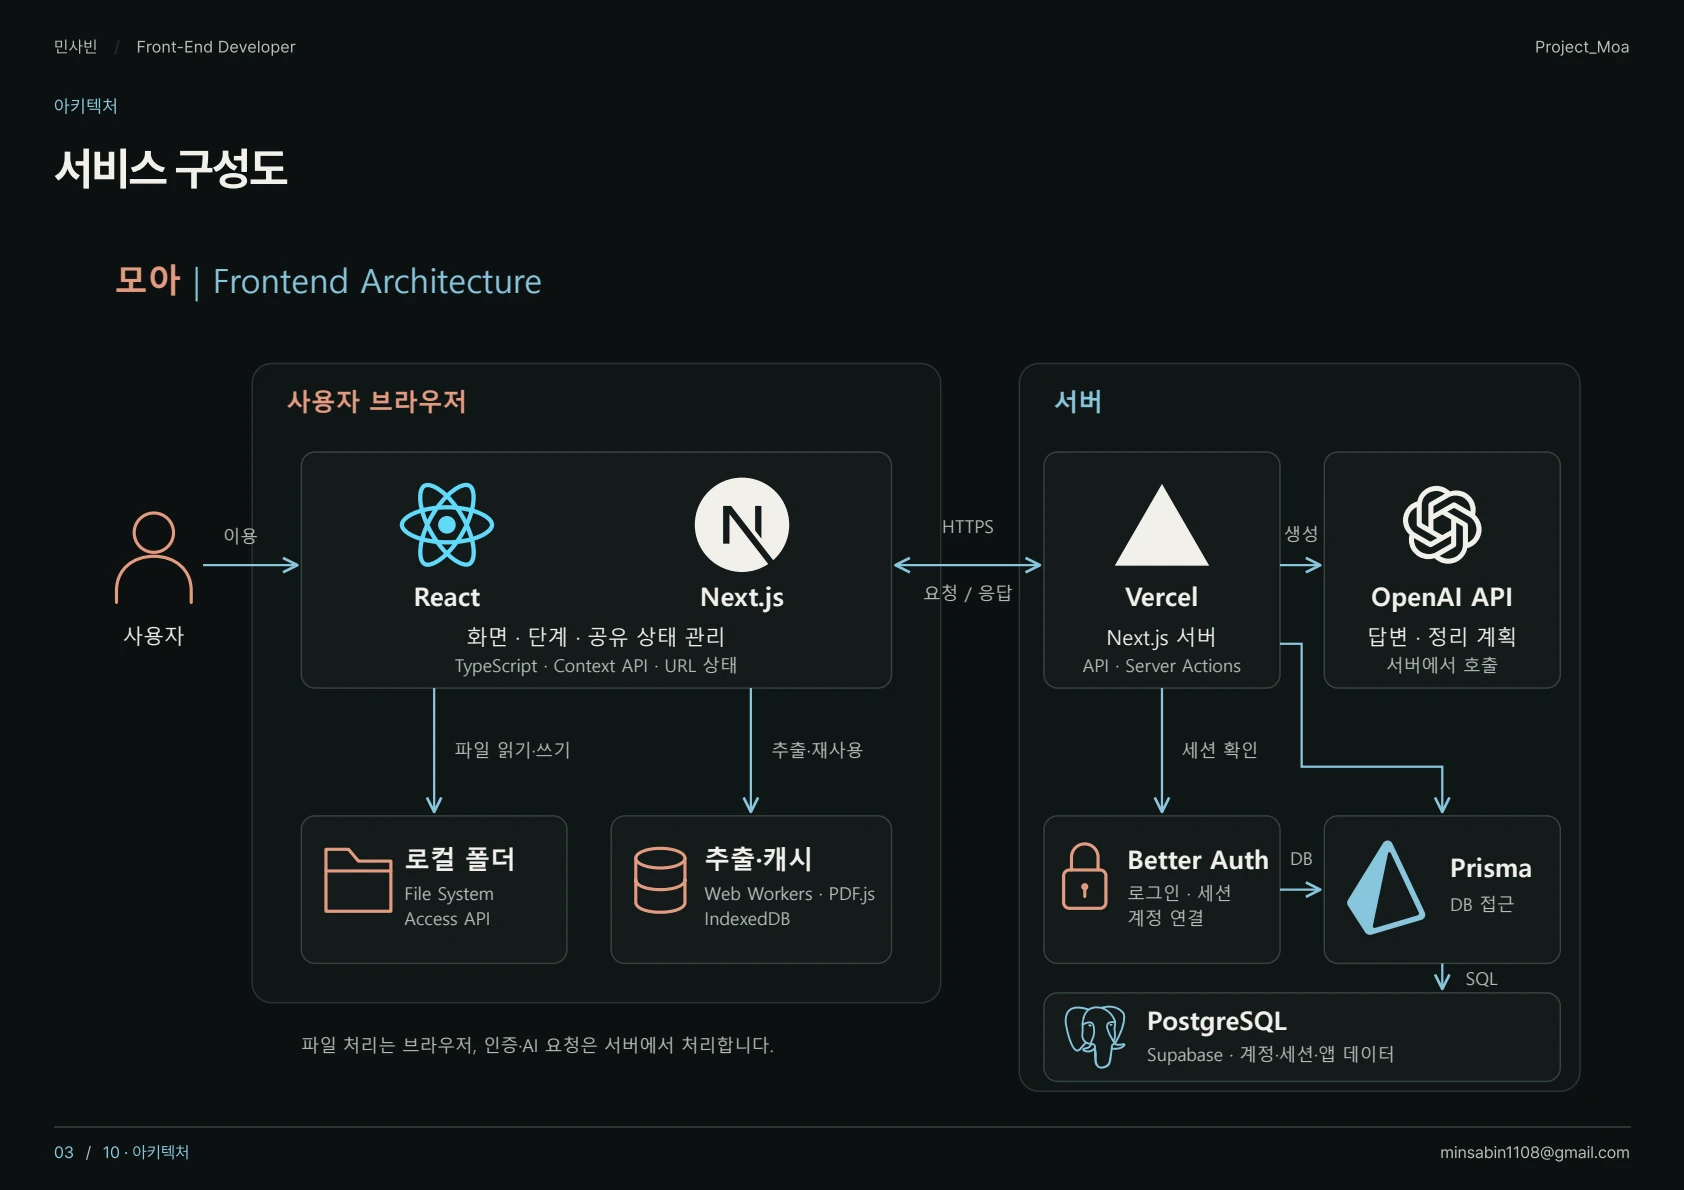 민사빈 / Front-End Developer
Project_Moa
아키텍처
서비스 구성도
모아 | Frontend Architecture
사용자 브라우저
서버
이용
사용자
React
Next.js
화면 · 단계 · 공유 상태 관리
TypeScript · Context API · URL 상태
HTTPS
요청 / 응답
Vercel
Next.js 서버
API · Server Actions
생성
OpenAI API
답변 · 정리 계획
서버에서 호출
파일 읽기·쓰기
추출·재사용
세션 확인
로컬 폴더
File System
Access API
추출·캐시
Web Workers · PDF.js
IndexedDB
Better Auth
로그인 · 세션
계정 연결
DB
Prisma
DB 접근
SQL
PostgreSQL
Supabase · 계정·세션·앱 데이터
파일 처리는 브라우저, 인증·AI 요청은 서버에서 처리합니다.
03 / 10 · 아키텍처
minsabin1108@gmail.com